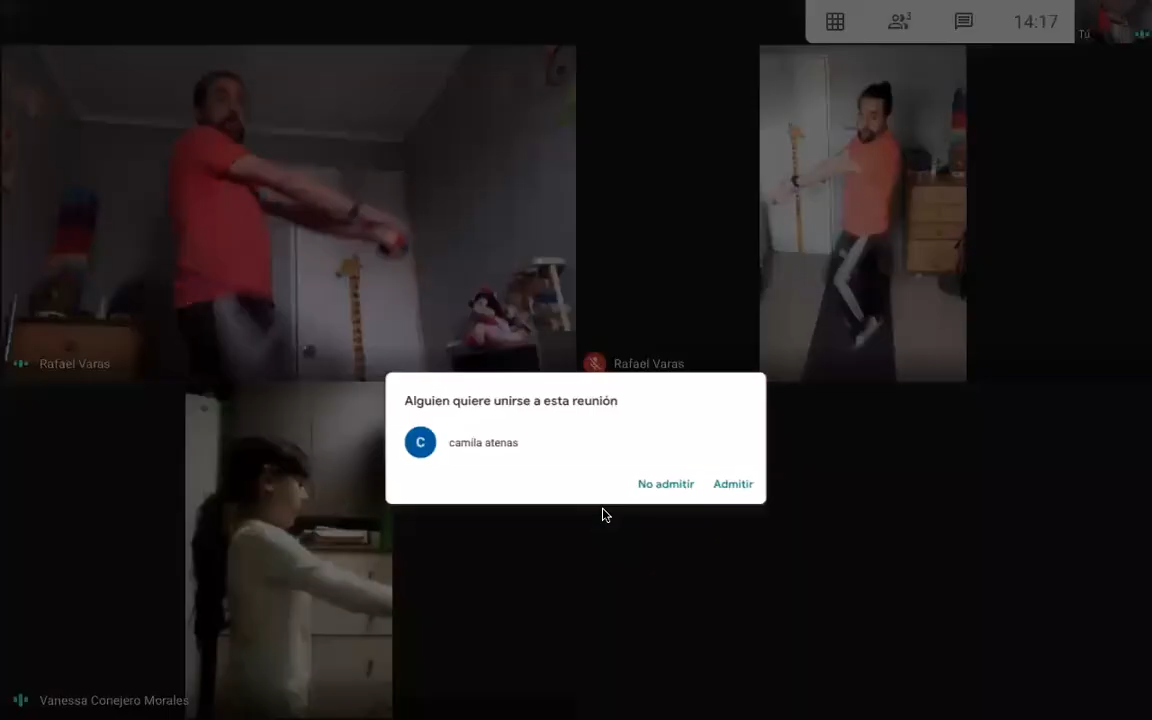 3
14:17
Tú
Rafael Varas
Rafael Varas
Alguien quiere unirse a esta reunión
C
camila atenas
No admitir
Admitir
Vanessa Conejero Morales